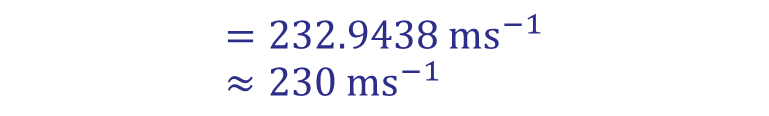 = 232.9438 ms⁻¹
≈ 230 ms⁻¹